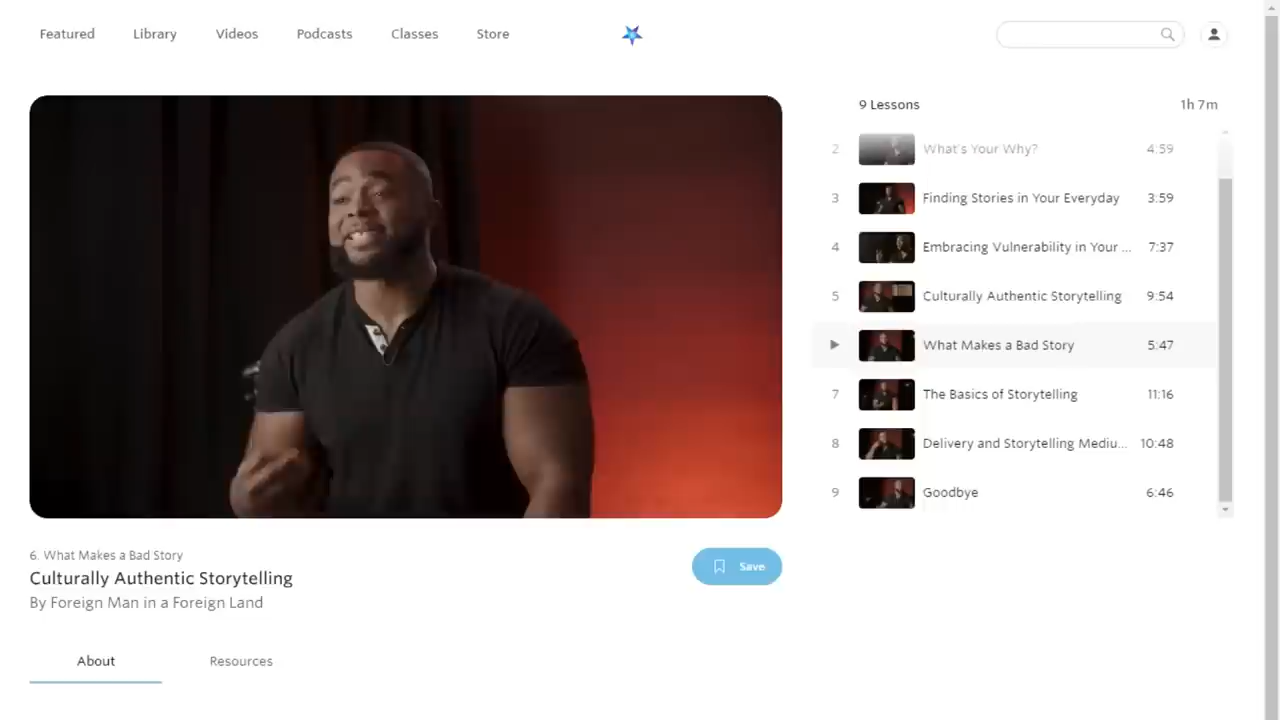 Featured
Library
Videos
Podcasts
Classes
Store
9 Lessons
1h 7m
2 What's Your Why? 4:59
3 Finding Stories in Your Everyday 3:59
4 Embracing Vulnerability in Your ... 7:37
5 Culturally Authentic Storytelling 9:54
What Makes a Bad Story 5:47
7 The Basics of Storytelling 11:16
8 Delivery and Storytelling Mediu... 10:48
9 Goodbye 6:46
6. What Makes a Bad Story
Culturally Authentic Storytelling
By Foreign Man in a Foreign Land
Save
About
Resources